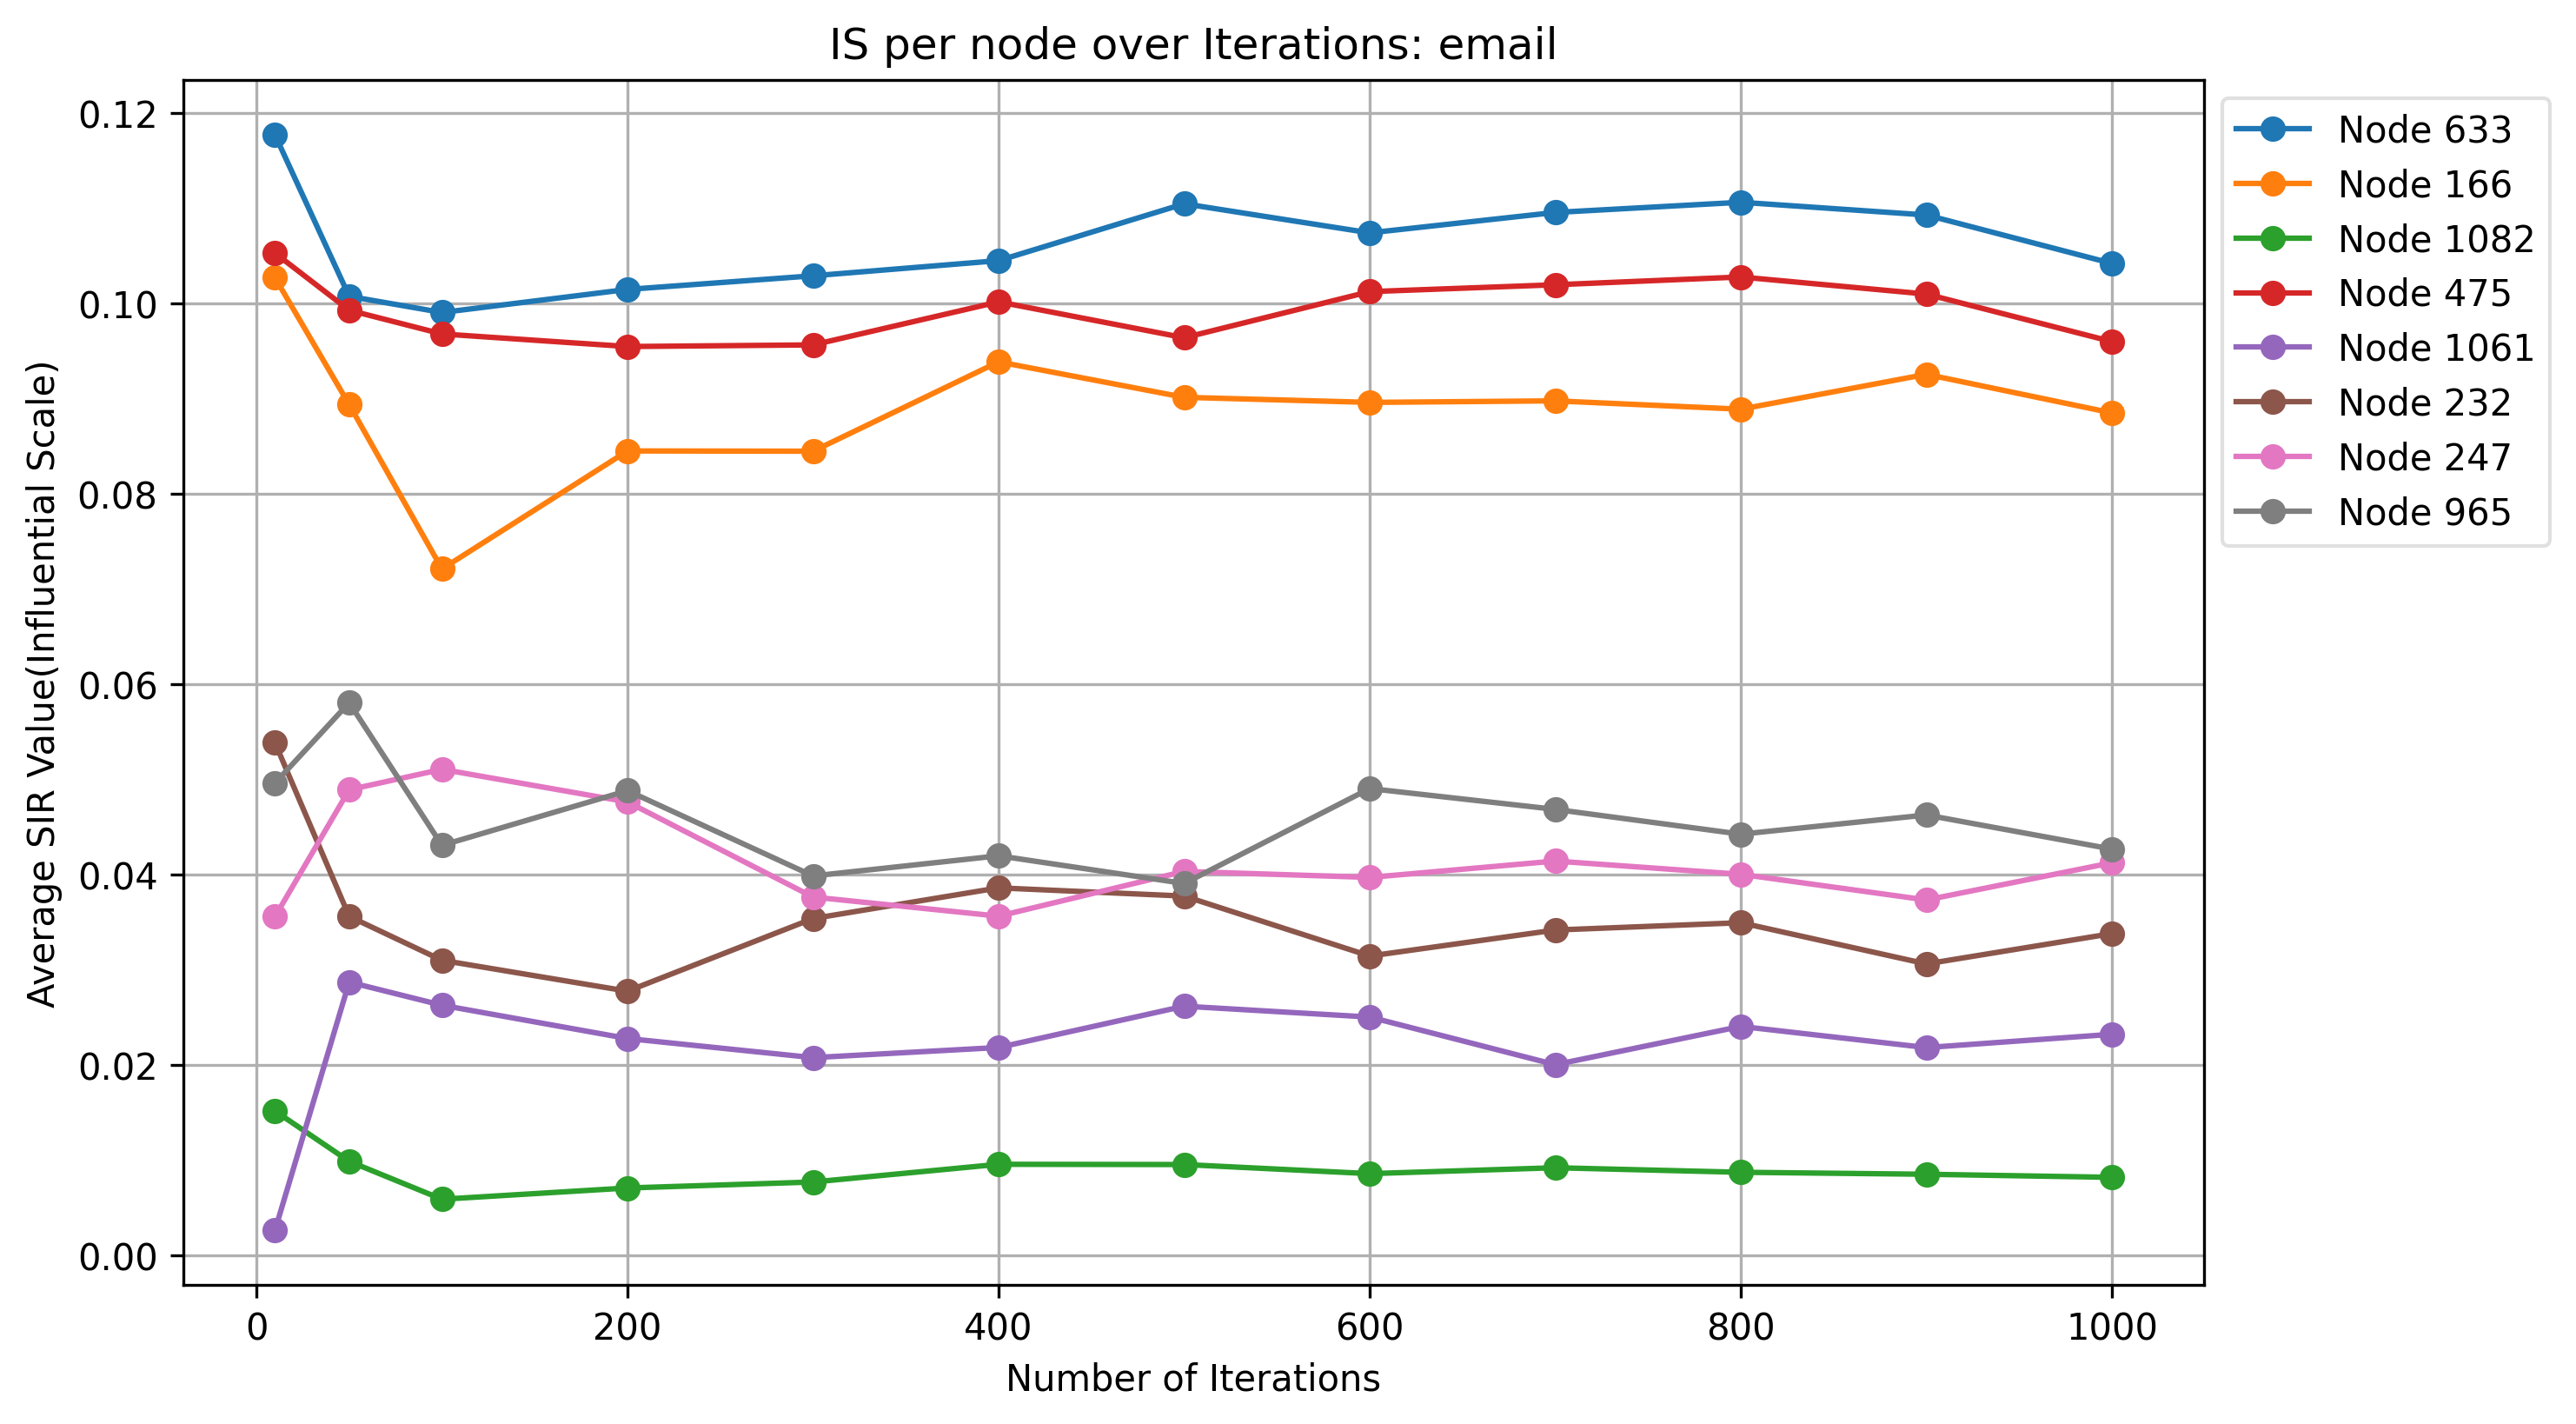 IS per node over Iterations: email
Average SIR Value(Influential Scale)
0.12
0.10
0.08
0.06
0.04
0.02
0.00
0 200 400 600 800 1000
Number of Iterations
Node 633
Node 166
Node 1082
Node 475
Node 1061
Node 232
Node 247
Node 965